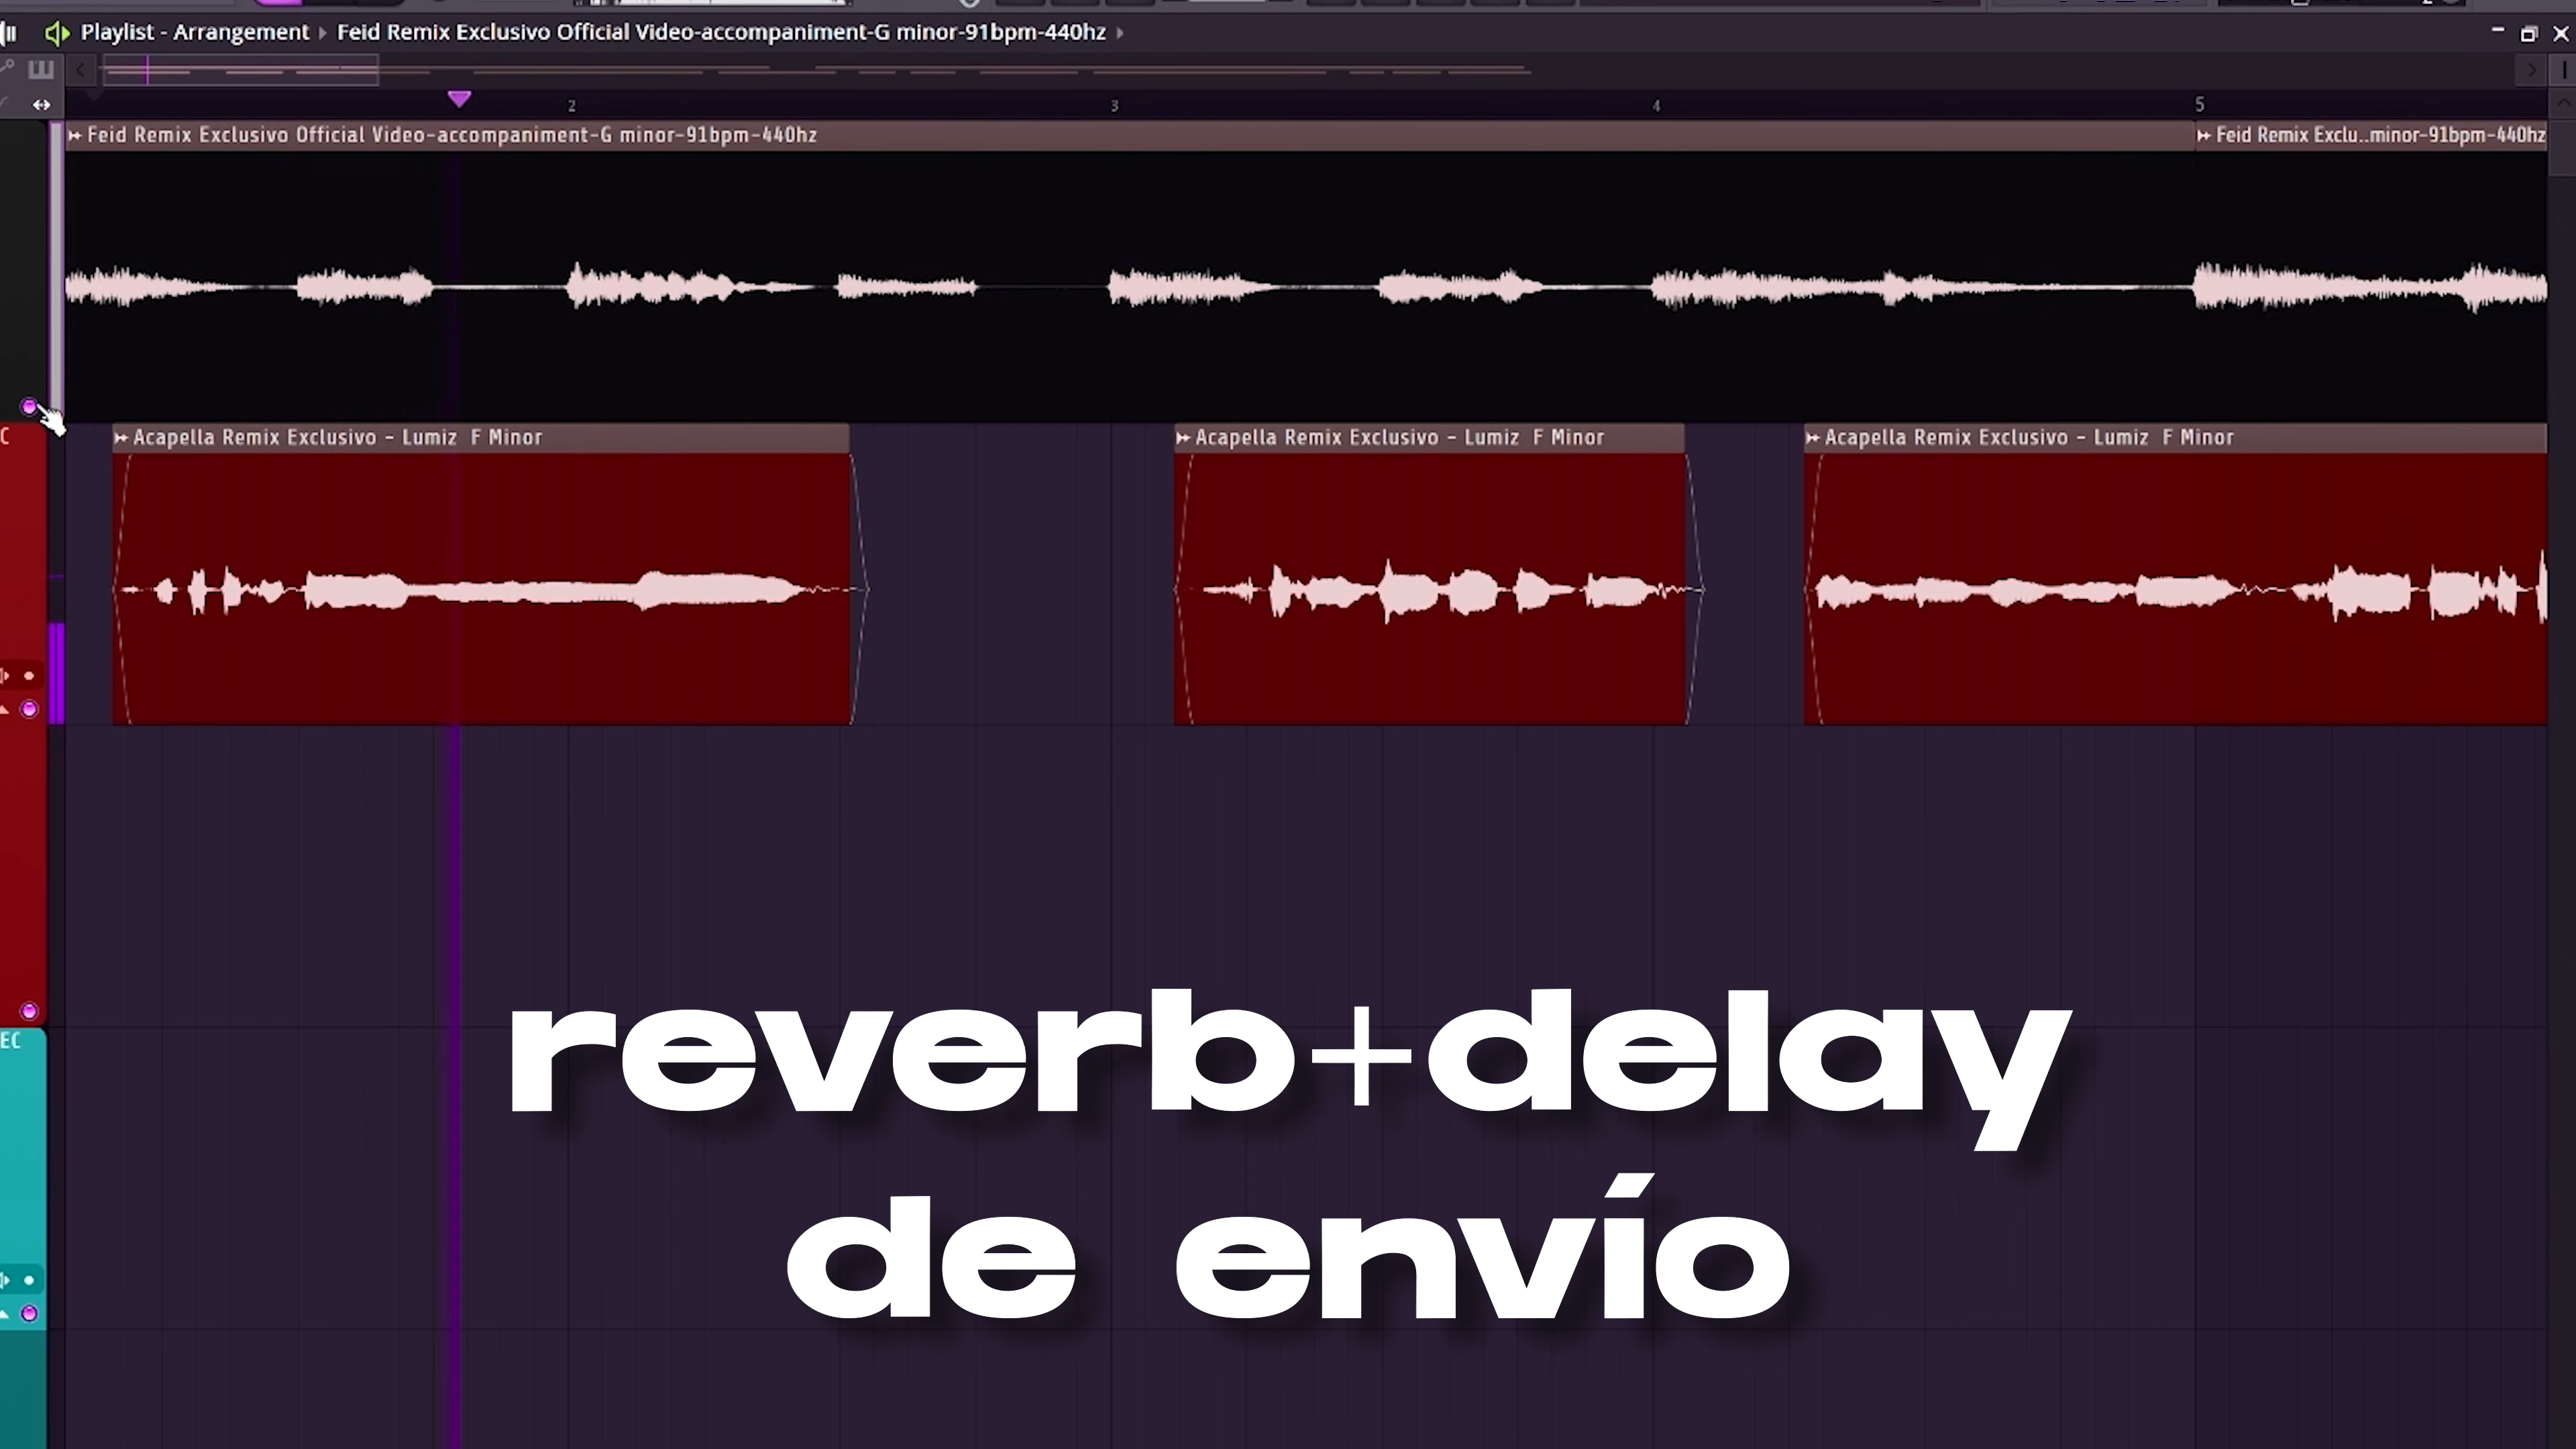 Playlist - Arrangement › Feid Remix Exclusivo Official Video-accompaniment-G minor-91bpm-440hz ›
2 3 4 5
Feid Remix Exclusivo Official Video-accompaniment-G minor-91bpm-440hz
Feid Remix Exclu..minor-91bpm-440hz
C
Acapella Remix Exclusivo - Lumiz F Minor
Acapella Remix Exclusivo - Lumiz F Minor
Acapella Remix Exclusivo - Lumiz F Minor
reverb+delay
EC
de envío